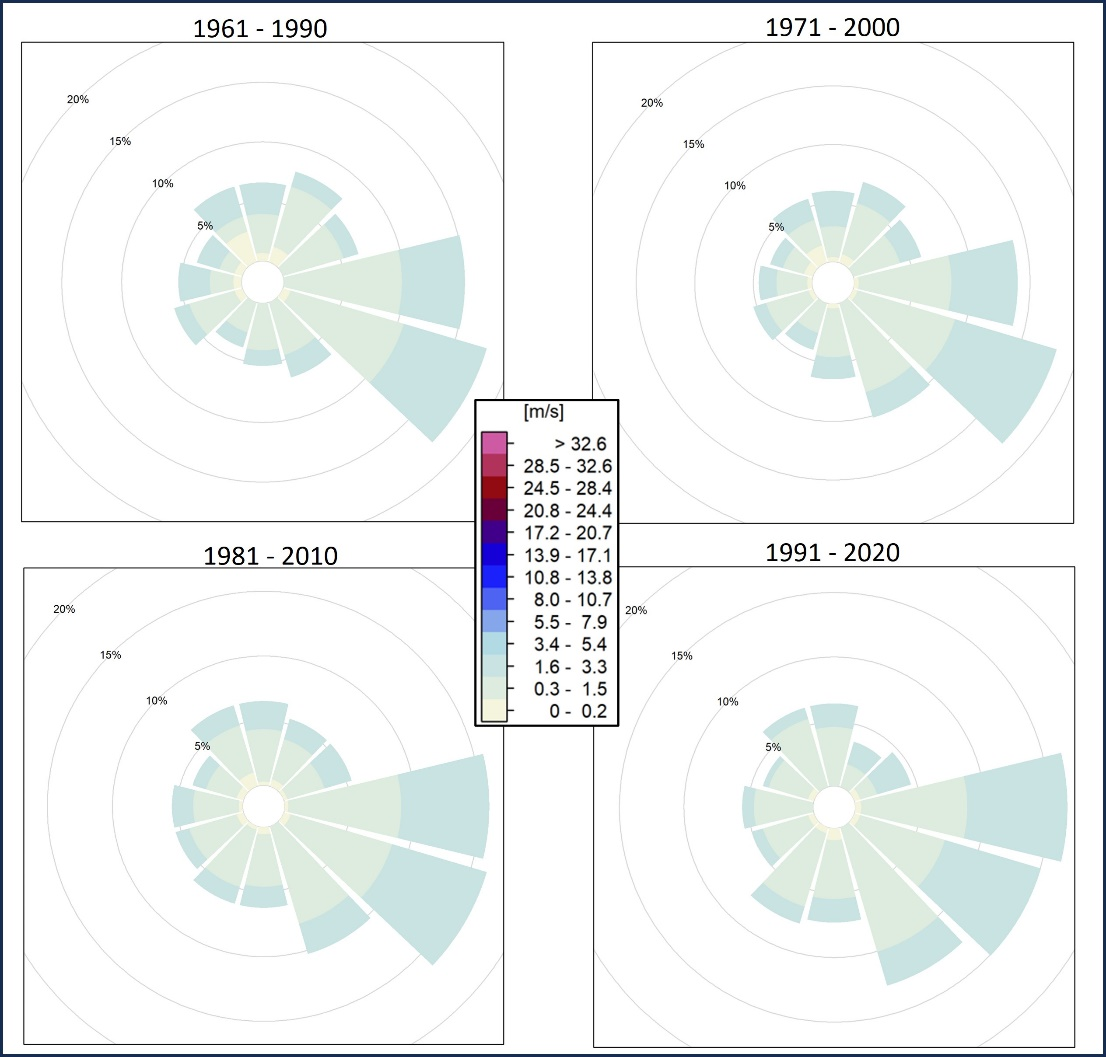 1961 - 1990
20%
15%
10%
5%
1971 - 2000
20%
15%
10%
5%
[m/s]
> 32.6
28.5 - 32.6
24.5 - 28.4
20.8 - 24.4
17.2 - 20.7
13.9 - 17.1
10.8 - 13.8
8.0 - 10.7
5.5 - 7.9
3.4 - 5.4
1.6 - 3.3
0.3 - 1.5
0 - 0.2
1981 - 2010
20%
15%
10%
5%
1991 - 2020
20%
15%
10%
5%